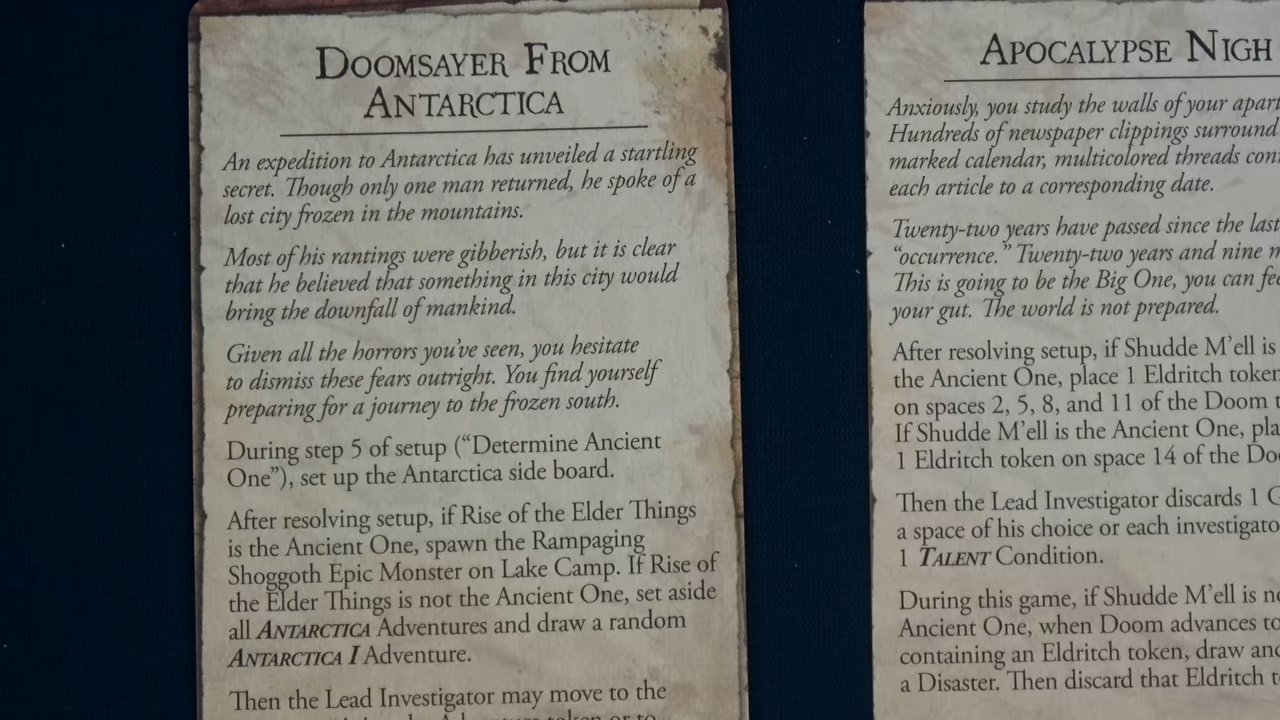 DOOMSAYER FROM
ANTARCTICA
An expedition to Antarctica has unveiled a startling
secret. Though only one man returned, he spoke of a
lost city frozen in the mountains.
Most of his rantings were gibberish, but it is clear
that he believed that something in this city would
bring the downfall of mankind.
Given all the horrors you've seen, you hesitate
to dismiss these fears outright. You find yourself
preparing for a journey to the frozen south.
During step 5 of setup (“Determine Ancient
One”), set up the Antarctica side board.
After resolving setup, if Rise of the Elder Things
is the Ancient One, spawn the Rampaging
Shoggoth Epic Monster on Lake Camp. If Rise of
the Elder Things is not the Ancient One, set aside
all ANTARCTICA Adventures and draw a random
ANTARCTICA I Adventure.
Then the Lead Investigator may move to the
APOCALYPSE NIGH
Anxiously, you study the walls of your
Hundreds of newspaper clippings surround
marked calendar, multicolored threads
each article to a corresponding date.
Twenty-two years have passed since the last
“occurrence.” Twenty-two years and nine
This is going to be the Big One, you can
your gut. The world is not prepared.
After resolving setup, if Shudde M'ell is
the Ancient One, place 1 Eldritch token
on spaces 2, 5, 8, and 11 of the Doom
If Shudde M'ell is the Ancient One,
1 Eldritch token on space 14 of the
Then the Lead Investigator discards 1
a space of his choice or each
1 TALENT Condition.
During this game, if Shudde M'ell is
Ancient One, when Doom advances
containing an Eldritch token, draw
a Disaster. Then discard that Eldritch